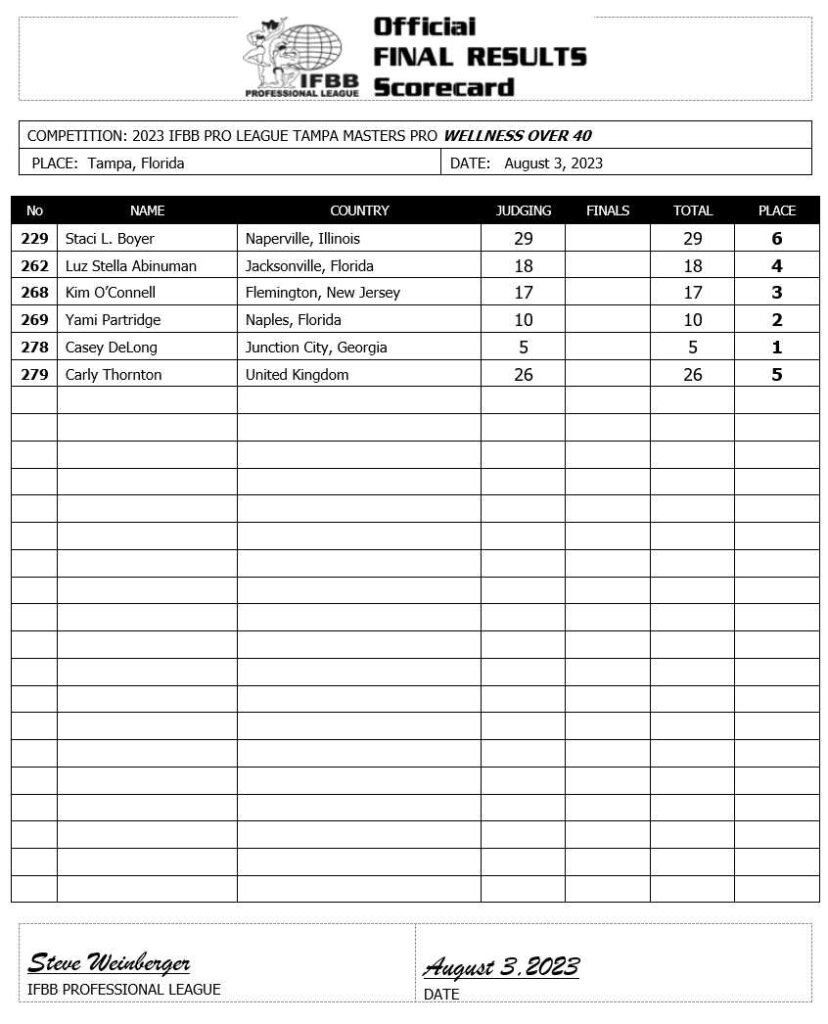 Official
FINAL RESULTS
Scorecard
IFBB
PROFESSIONAL LEAGUE
COMPETITION: 2023 IFBB PRO LEAGUE TAMPA MASTERS PRO WELLNESS OVER 40
PLACE: Tampa, Florida DATE: August 3, 2023
No NAME COUNTRY JUDGING FINALS TOTAL PLACE
229 Staci L. Boyer Naperville, Illinois 29 29 6
262 Luz Stella Abinuman Jacksonville, Florida 18 18 4
268 Kim O’Connell Flemington, New Jersey 17 17 3
269 Yami Partridge Naples, Florida 10 10 2
278 Casey DeLong Junction City, Georgia 5 5 1
279 Carly Thornton United Kingdom 26 26 5
Steve Weinberger August 3, 2023
IFBB PROFESSIONAL LEAGUE DATE